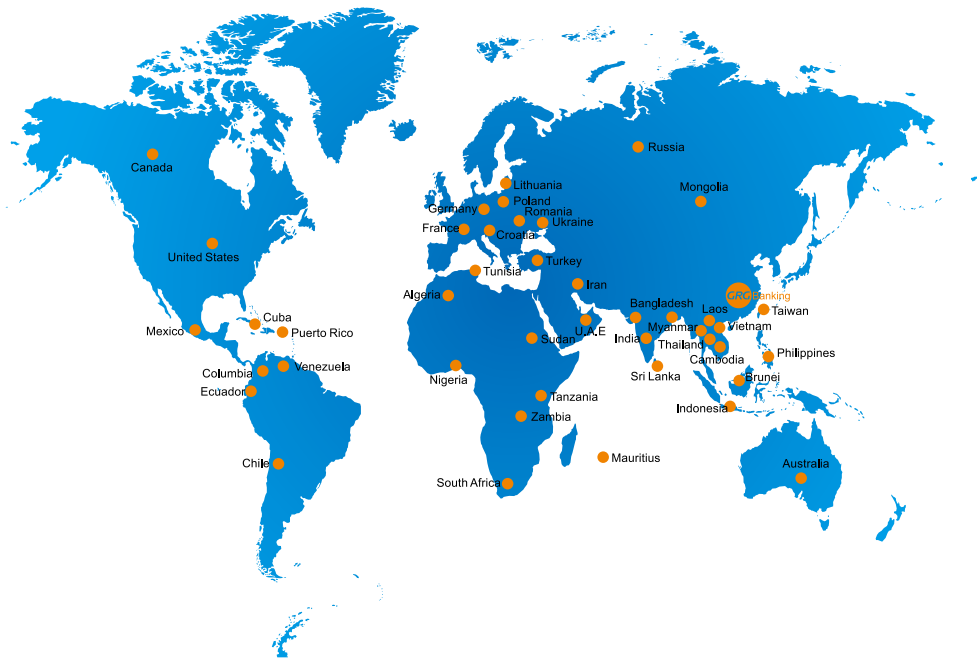 Russia
Canada
Lithuania
Mongolia
Poland
Germany
Romania
Ukraine
France
Croatia
United States
Turkey
Tunisia
Iran
Algeria
GRG Banking
Bangladesh
Laos
Taiwan
Cuba
Mexico
Puerto Rico
U.A.E
Myanmar
Vietnam
Sudan
India
Thailand
Cambodia
Philippines
Columbia
Venezuela
Nigeria
Sri Lanka
Brunei
Ecuador
Tanzania
Indonesia
Zambia
Mauritius
Chile
Australia
South Africa